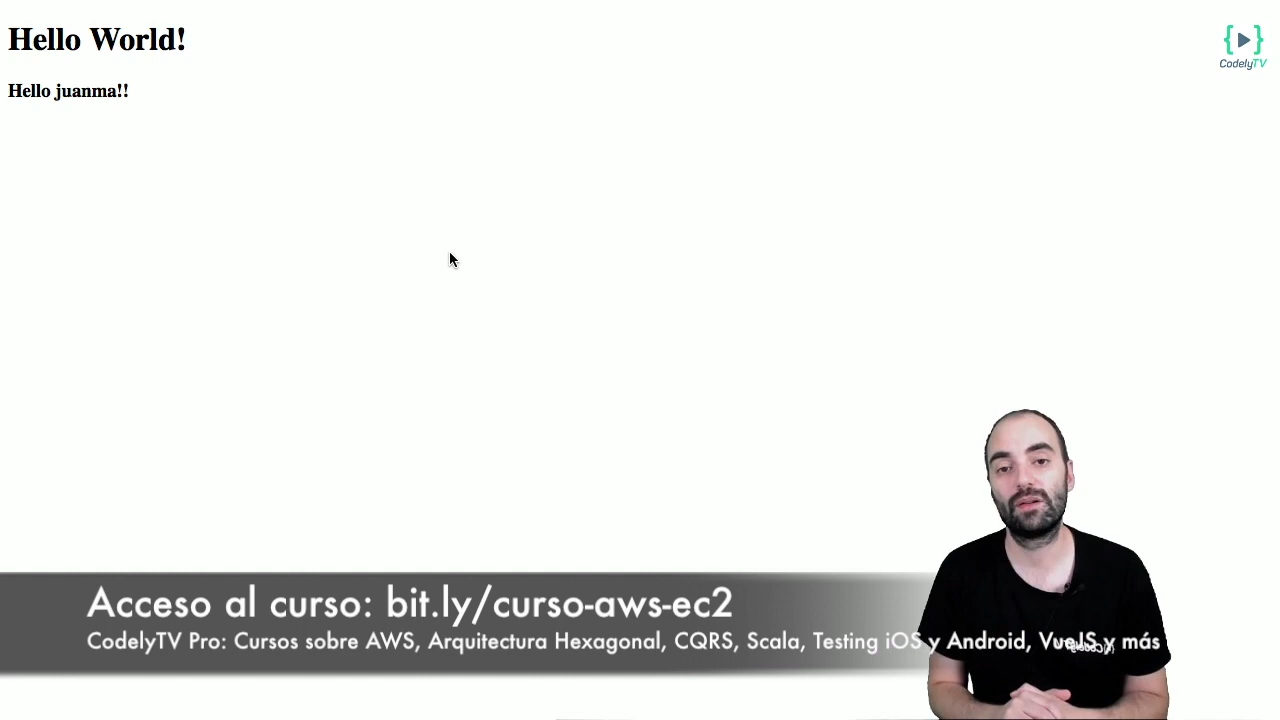 Hello World!
CodelyTV
Hello juanma!!
Acceso al curso: bit.ly/curso-aws-ec2
CodelyTV Pro: Cursos sobre AWS, Arquitectura Hexagonal, CQRS, Scala, Testing iOS y Android, VueJS y más